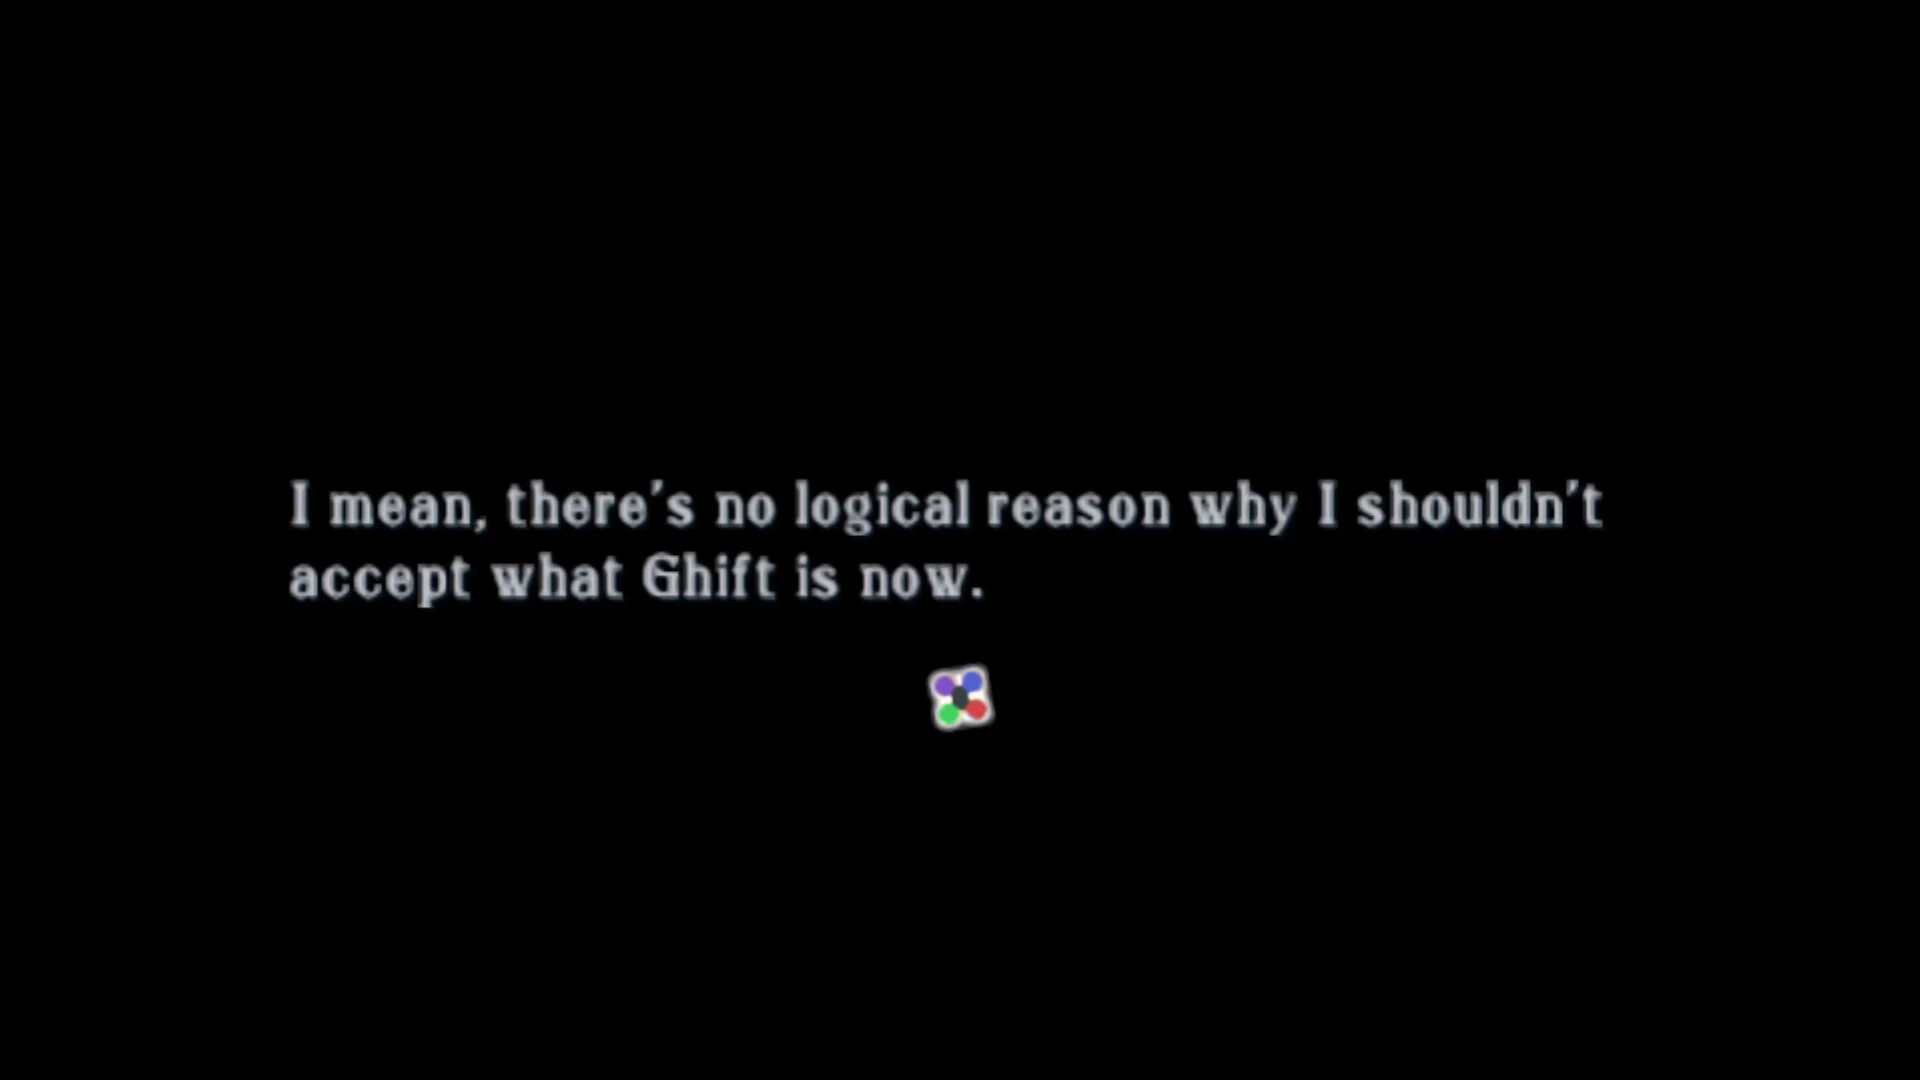 I mean, there's no logical reason why I shouldn't
accept what Ghift is now.